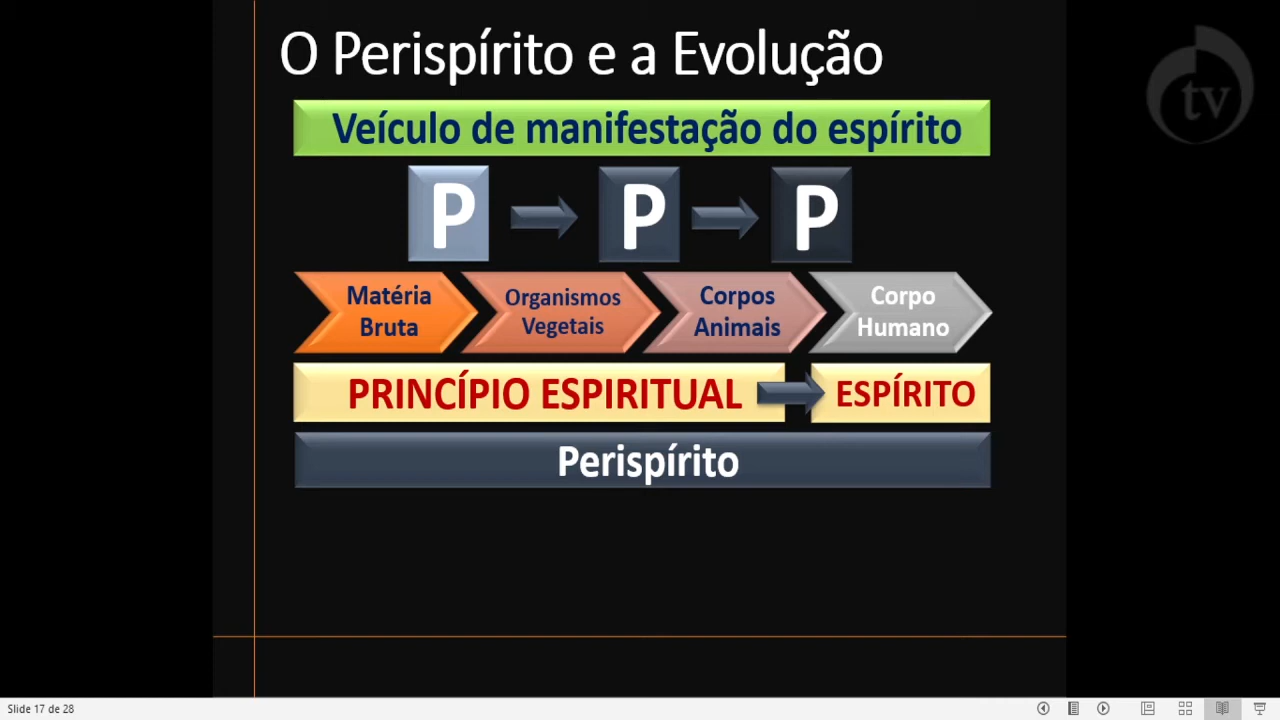 O Perispírito e a Evolução
tv
Veículo de manifestação do espírito
P P P
Matéria
Bruta
Organismos
Vegetais
Corpos
Animais
Corpo
Humano
PRINCÍPIO ESPIRITUAL
ESPÍRITO
Perispírito
Slide 17 de 28